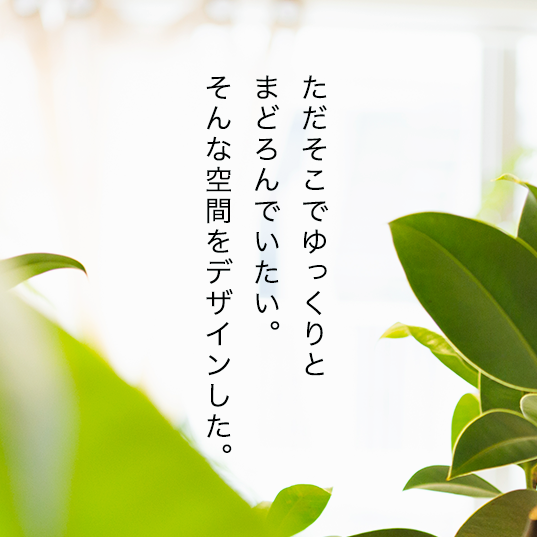 ただそこでゆっくりと
まどろんでいたい。
そんな空間をデザインした。